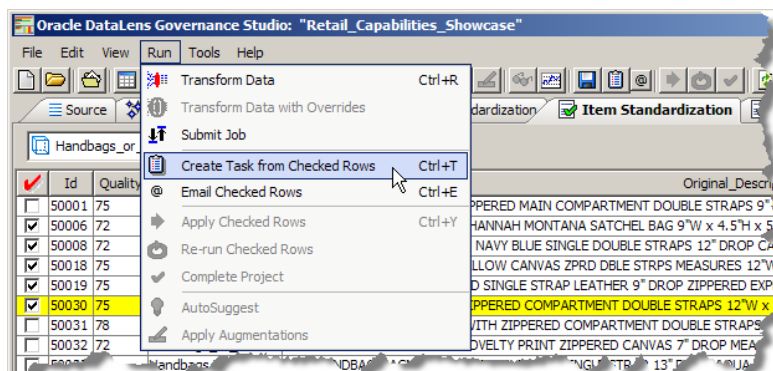 Oracle DataLens Governance Studio: "Retail_Capabilities_Showcase"
File Edit View Run Tools Help
Transform Data Ctrl+R
Source Transform Data with Overrides dardization Item Standardization
Submit Job
Handbags_or_
Create Task from Checked Rows Ctrl+T
Id Quality Original_Descri
Email Checked Rows Ctrl+E
50001 75 PPERED MAIN COMPARTMENT DOUBLE STRAPS 9"
50006 72 HANNAH MONTANA SATCHEL BAG 9"W x 4.5"H x 5
Apply Checked Rows Ctrl+Y
50008 72 NAVY BLUE SINGLE DOUBLE STRAPS 12" DROP CA
Re-run Checked Rows
50018 75 LLOW CANVAS ZPRD DBLE STRPS MEASURES 12"W
50019 75 D SINGLE STRAP LEATHER 9" DROP ZIPPERED EXP
Complete Project
50030 75 IPPERED COMPARTMENT DOUBLE STRAPS 12"W x
AutoSuggest
50031 78 WITH ZIPPERED COMPARTMENT DOUBLE STRAPS
Apply Augmentations
50032 72 OVELTY PRINT ZIPPERED CANVAS 7" DROP MEA
Handbags